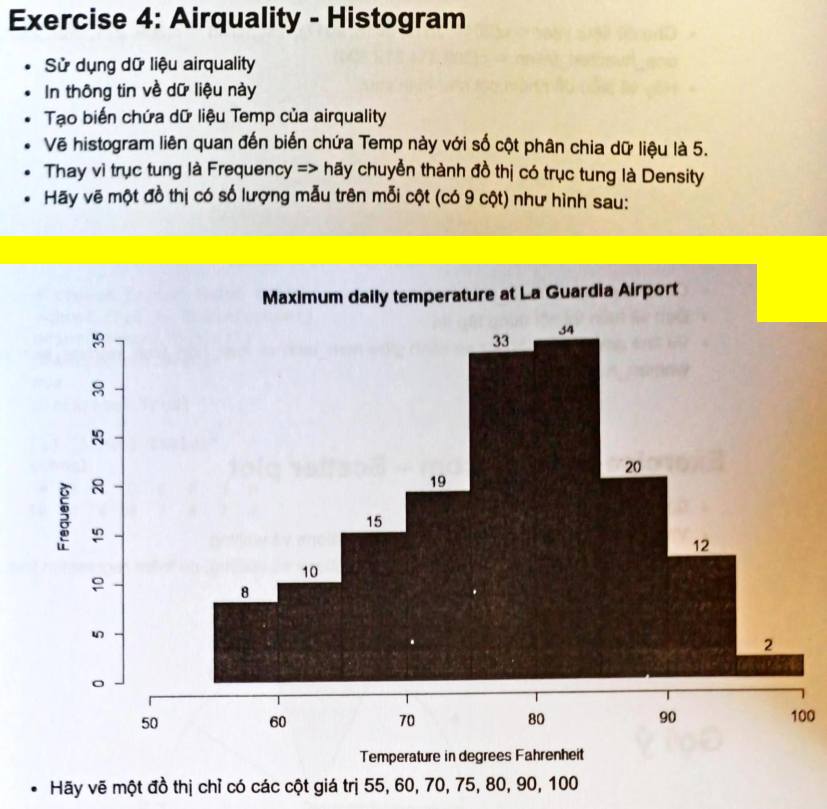 Exercise 4: Airquality - Histogram
• Sử dụng dữ liệu airquality
• In thông tin về dữ liệu này
• Tạo biến chứa dữ liệu Temp của airquality
• Vẽ histogram liên quan đến biến chứa Temp này với số cột phân chia dữ liệu là 5.
• Thay vì trục tung là Frequency => hãy chuyển thành đồ thị có trục tung là Density
• Hãy vẽ một đồ thị có số lượng mẫu trên mỗi cột (có 9 cột) như hình sau:
Maximum daily temperature at La Guardia Airport
Frequency
35
30
25
20
15
10
5
0
8
10
15
19
33
34
20
12
2
50
60
70
80
90
100
Temperature in degrees Fahrenheit
• Hãy vẽ một đồ thị chỉ có các cột giá trị 55, 60, 70, 75, 80, 90, 100